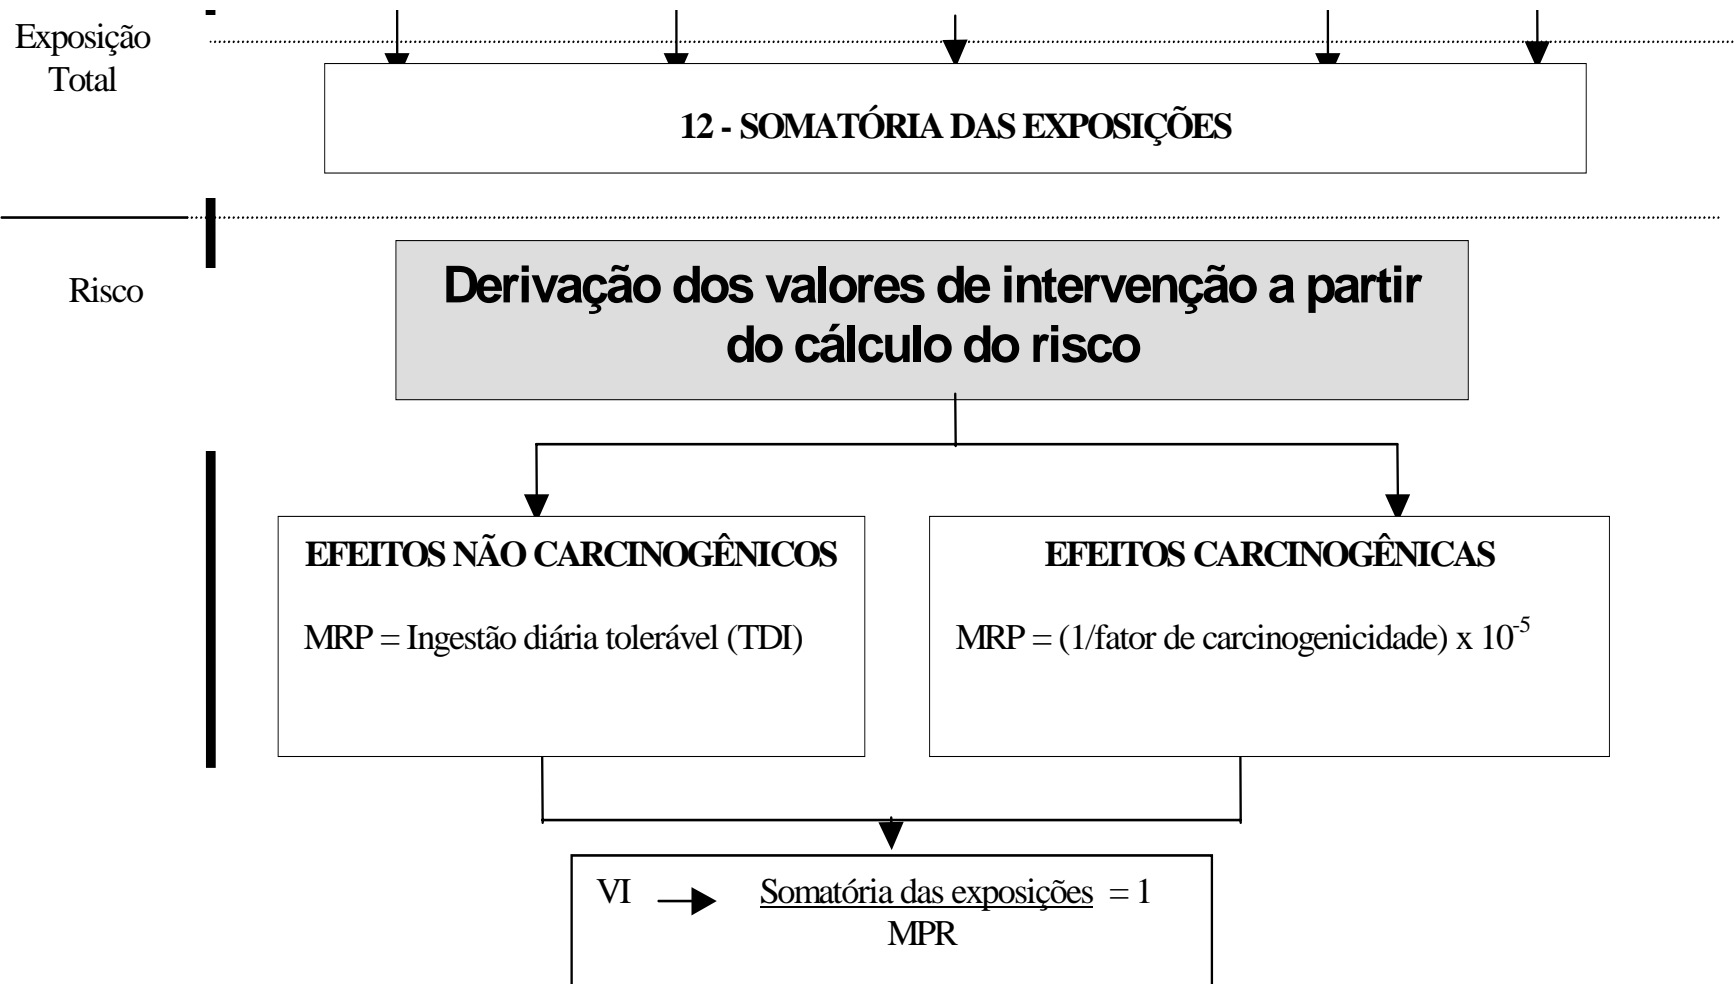 Exposição
Total
12 - SOMATÓRIA DAS EXPOSIÇÕES
Risco
Derivação dos valores de intervenção a partir
do cálculo do risco
EFEITOS NÃO CARCINOGÊNICOS
MRP = Ingestão diária tolerável (TDI)
EFEITOS CARCINOGÊNICAS
MRP = (1/fator de carcinogenicidade) x 10⁻⁵
VI Somatória das exposições = 1
MPR